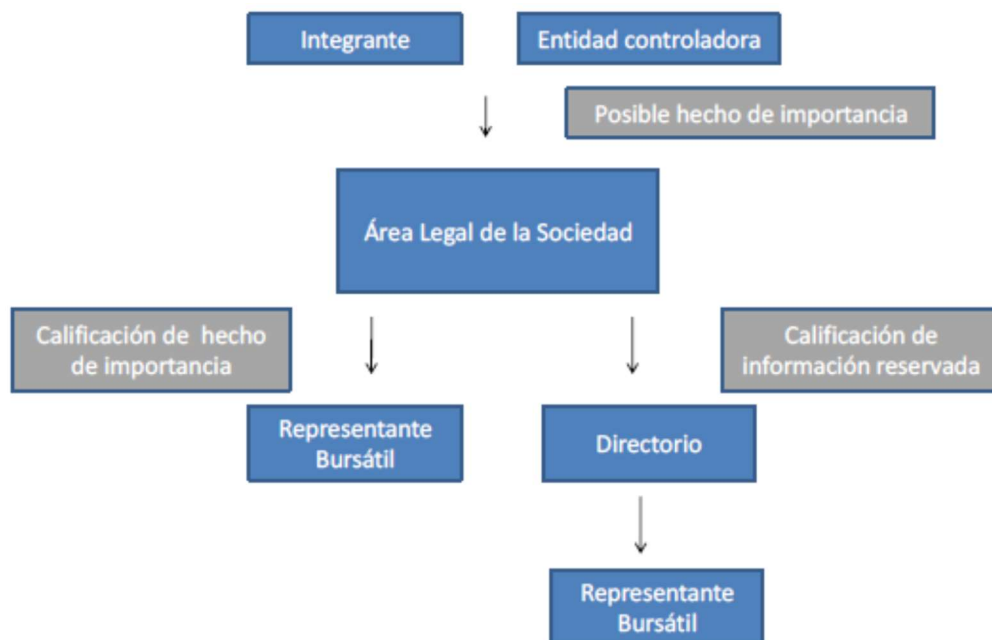 Integrante
Entidad controladora
Posible hecho de importancia
Área Legal de la Sociedad
Calificación de hecho
de importancia
Calificación de
información reservada
Representante
Bursátil
Directorio
Representante
Bursátil